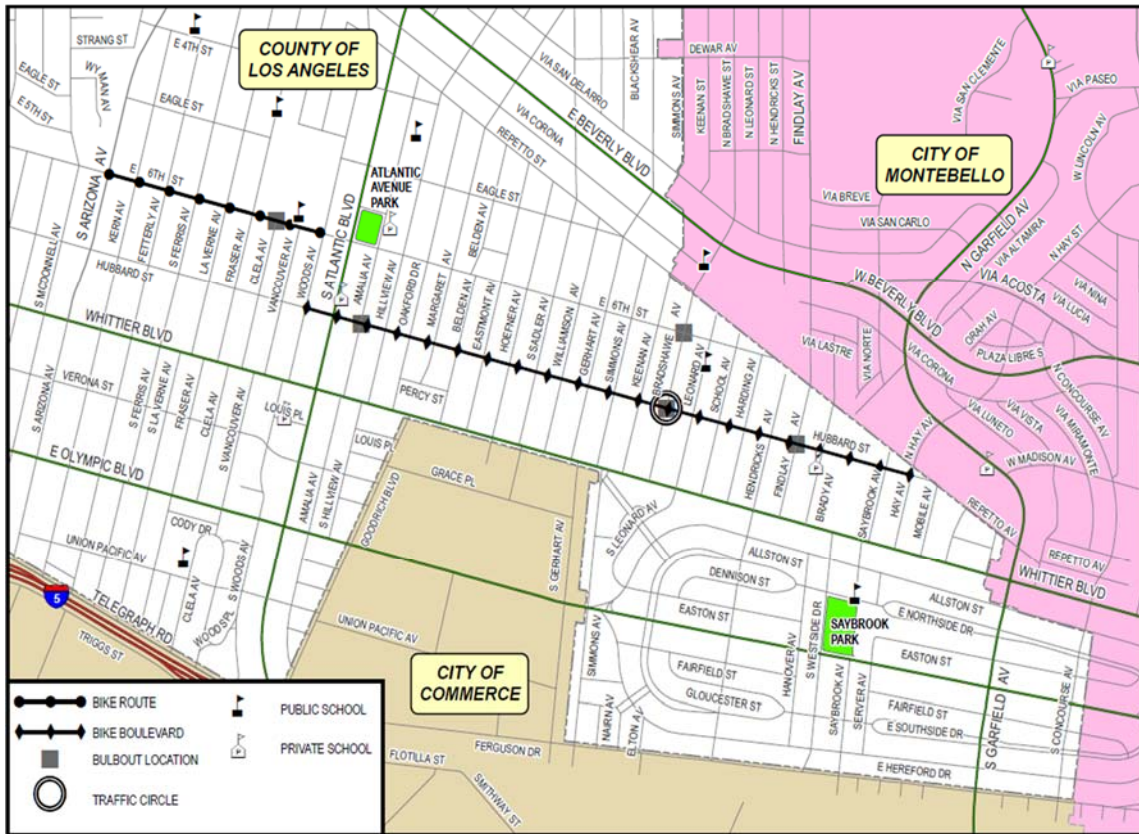 STRANG ST
E 4TH ST
WY MAN AV
EAGLE ST
E 5TH ST
EAGLE ST
COUNTY OF
LOS ANGELES
BLACKSHEAR AV
SIMMONS AV
DEWAR AV
KEENAN ST
N BRADSHAWE ST
N LEONARD ST
N HENDRICKS ST
FINDLAY AV
VIA SAN DELARRO
VIA CORONA
REPETTO ST
E BEVERLY BLVD
VIA SAN CLEMENTE
VIA PASEO
W LINCOLN AV
CITY OF
MONTEBELLO
ATLANTIC
AVENUE
PARK
EAGLE ST
S ARIZONA AV
E 6TH ST
KERN AV
FETTERLY AV
S FERRIS AV
LA VERNE AV
FRASER AV
CLELA AV
VANCOUVER AV
WOODS AV
S ATLANTIC BLVD
AMALIA AV
HILLVIEW AV
OAKFORD DR
MARGARET AV
BELDEN AV
BELDEN AV
EASTMONT AV
HOEFNER AV
S SADLER AV
WILLIAMSON AV
GERHART AV
SIMMONS AV
KEENAN AV
BRADSHAWE AV
LEONARD AV
SCHOOL AV
HARDING AV
HENDRICKS AV
FINDLAY AV
BRADY AV
SAYBROOK AV
HAY AV
MOBILE AV
N HAY AV
E 6TH ST
HUBBARD ST
HUBBARD ST
S MCDONNELL AV
WHITTIER BLVD
VIA BREVE
VIA SAN CARLO
N GARFIELD AV
VIA ALTAMIRA
N HAY ST
VIA ACOSTA
VIA NINA
VIA LUCIA
ORAH AV
PLAZA LIBRE S
W BEVERLY BLVD
VIA LASTRE
VIA NORTE
VIA CORONA
VIA LUNETO
VIA VISTA
VIA MIRAMONTE
N CONCOURSE AV
W MADISON AV
REPETTO AV
REPETTO AV
WHITTIER BLVD
VERONA ST
S ARIZONA AV
S FERRIS AV
S LA VERNE AV
FRASER AV
CLELA AV
S VANCOUVER AV
LOUIS PL
LOUIS PL
PERCY ST
GRACE PL
E OLYMPIC BLVD
AMALIA AV
S HILLVIEW AV
GOODRICH BLVD
S GERHART AV
S LEONARD AV
CODY DR
UNION PACIFIC AV
CLELA AV
S WOODS AV
WOODS PL
5
TELEGRAPH RD
TRIGGS ST
UNION PACIFIC AV
CITY OF
COMMERCE
ALLSTON ST
DENNISON ST
EASTON ST
SIMMONS AV
FAIRFIELD ST
GLOUCESTER ST
NAIRN AV
ELTON AV
HANOVER AV
S WESTSIDE DR
SAYBROOK
PARK
SAYBROOK AV
SERVER AV
ALLSTON ST
E NORTHSIDE DR
EASTON ST
FAIRFIELD ST
E SOUTHSIDE DR
E HEREFORD DR
S GARFIELD AV
S CONCOURSE AV
FERGUSON DR
FLOTILLA ST
SMITHWAY ST
BIKE ROUTE
BIKE BOULEVARD
BULBOUT LOCATION
TRAFFIC CIRCLE
PUBLIC SCHOOL
PRIVATE SCHOOL